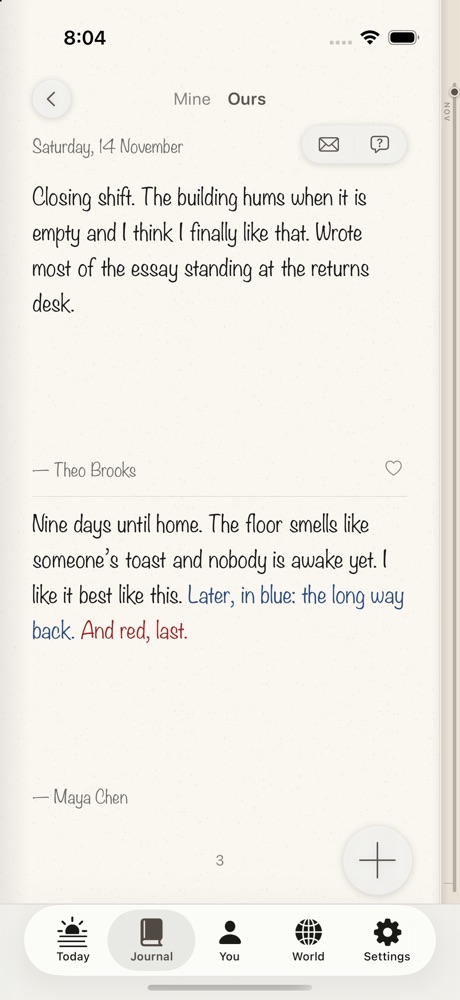 8:04
Mine Ours
Saturday, 14 November
NOV
Closing shift. The building hums when it is
empty and I think I finally like that. Wrote
most of the essay standing at the returns
desk.
— Theo Brooks
Nine days until home. The floor smells like
someone’s toast and nobody is awake yet. I
like it best like this. Later, in blue: the long way
back. And red, last.
— Maya Chen
3
Today Journal You World Settings